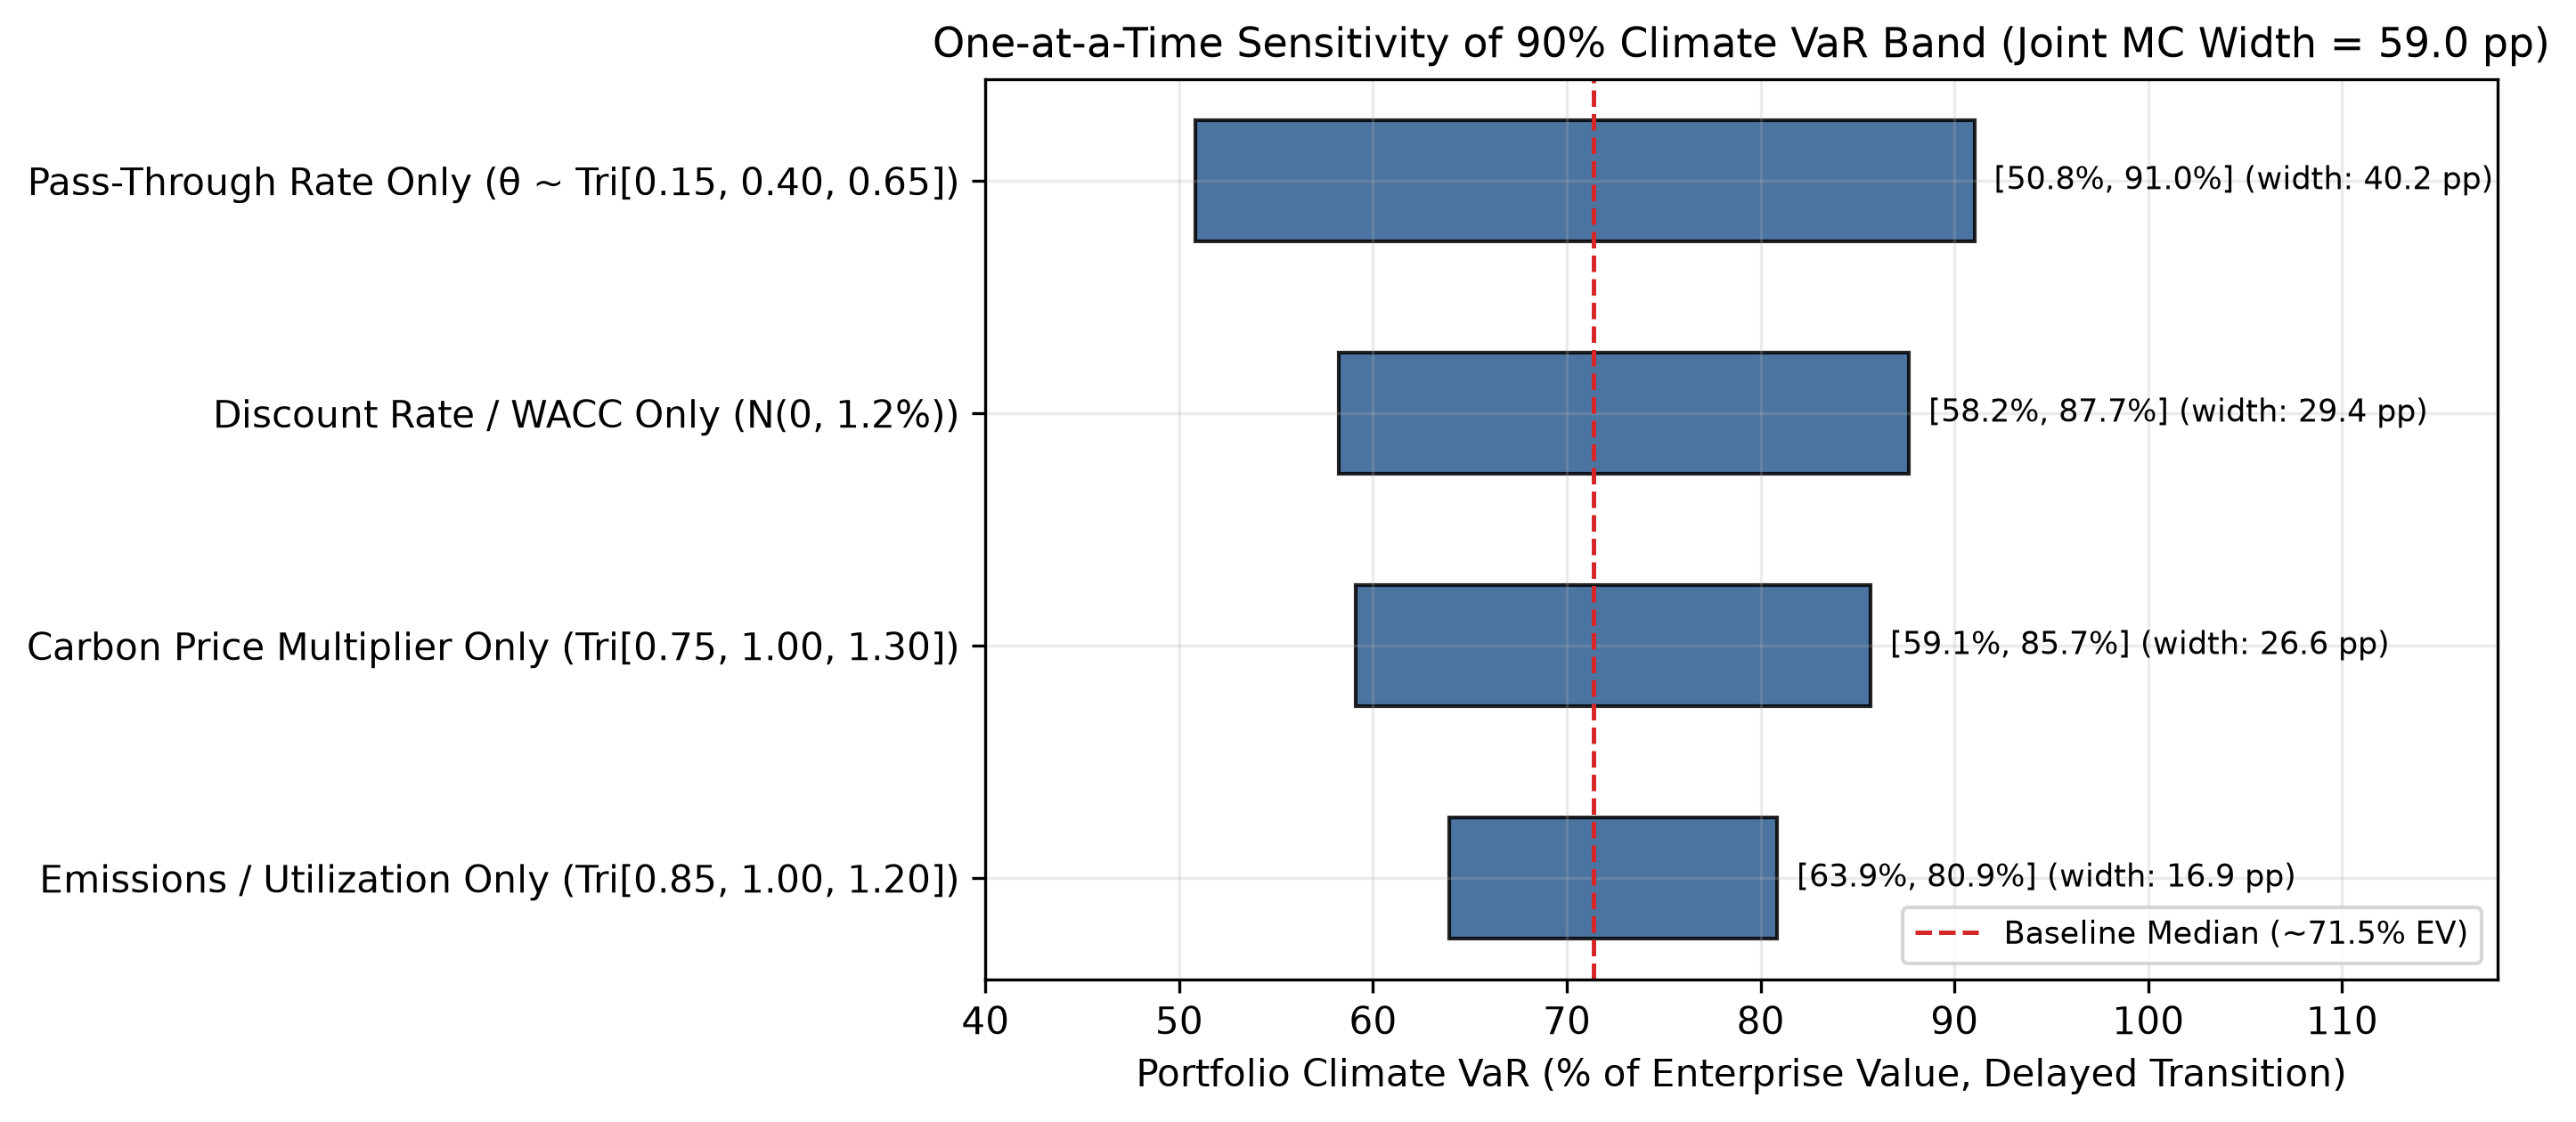 One-at-a-Time Sensitivity of 90% Climate VaR Band (Joint MC Width = 59.0 pp)
Pass-Through Rate Only (θ ~ Tri[0.15, 0.40, 0.65])
[50.8%, 91.0%] (width: 40.2 pp)
Discount Rate / WACC Only (N(0, 1.2%))
[58.2%, 87.7%] (width: 29.4 pp)
Carbon Price Multiplier Only (Tri[0.75, 1.00, 1.30])
[59.1%, 85.7%] (width: 26.6 pp)
Emissions / Utilization Only (Tri[0.85, 1.00, 1.20])
[63.9%, 80.9%] (width: 16.9 pp)
Baseline Median (~71.5% EV)
40 50 60 70 80 90 100 110
Portfolio Climate VaR (% of Enterprise Value, Delayed Transition)